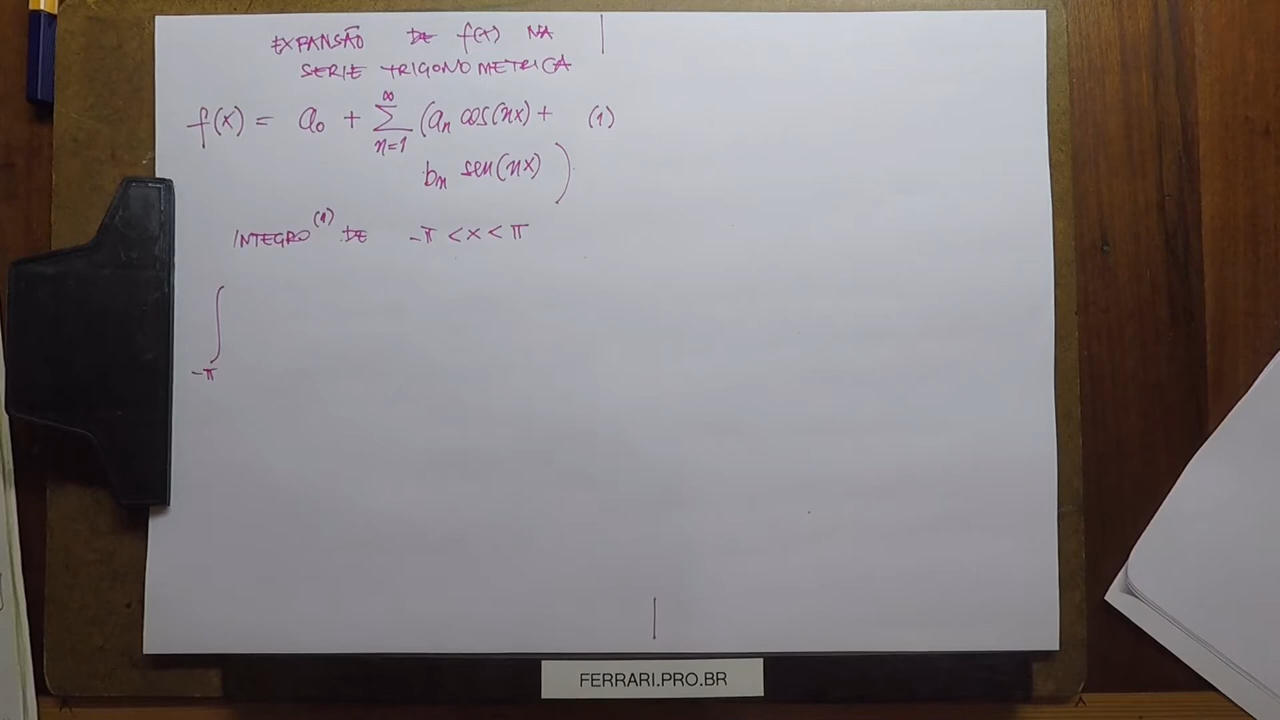 EXPANSÃO DE f(x) NA
SERIE TRIGONOMETRICA
f(x) = a₀ + ∑ₙ₌₁^∞ (aₙ cos(nx) + (1)
bₙ sen(nx))
INTEGRO (1) DE -π < x < π
∫
-π
FERRARI.PRO.BR